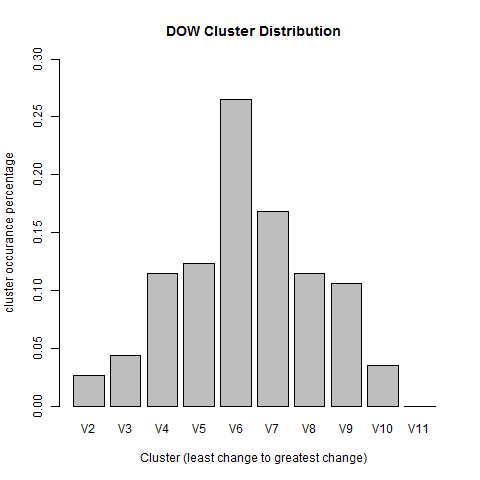 DOW Cluster Distribution
cluster occurance percentage
0.30
0.25
0.20
0.15
0.10
0.05
0.00
V2 V3 V4 V5 V6 V7 V8 V9 V10 V11
Cluster (least change to greatest change)